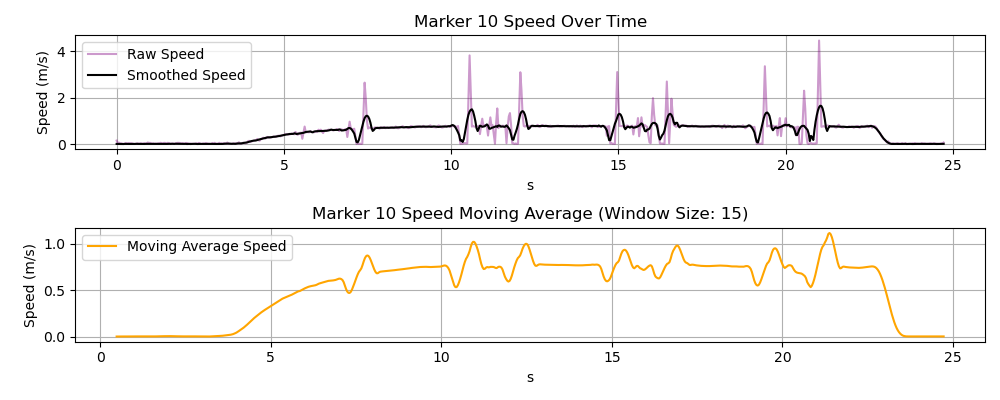 Marker 10 Speed Over Time
Speed (m/s)
4
2
0
Raw Speed
Smoothed Speed
0 5 10 15 20 25
s
Marker 10 Speed Moving Average (Window Size: 15)
Speed (m/s)
1.0
0.5
0.0
Moving Average Speed
0 5 10 15 20 25
s